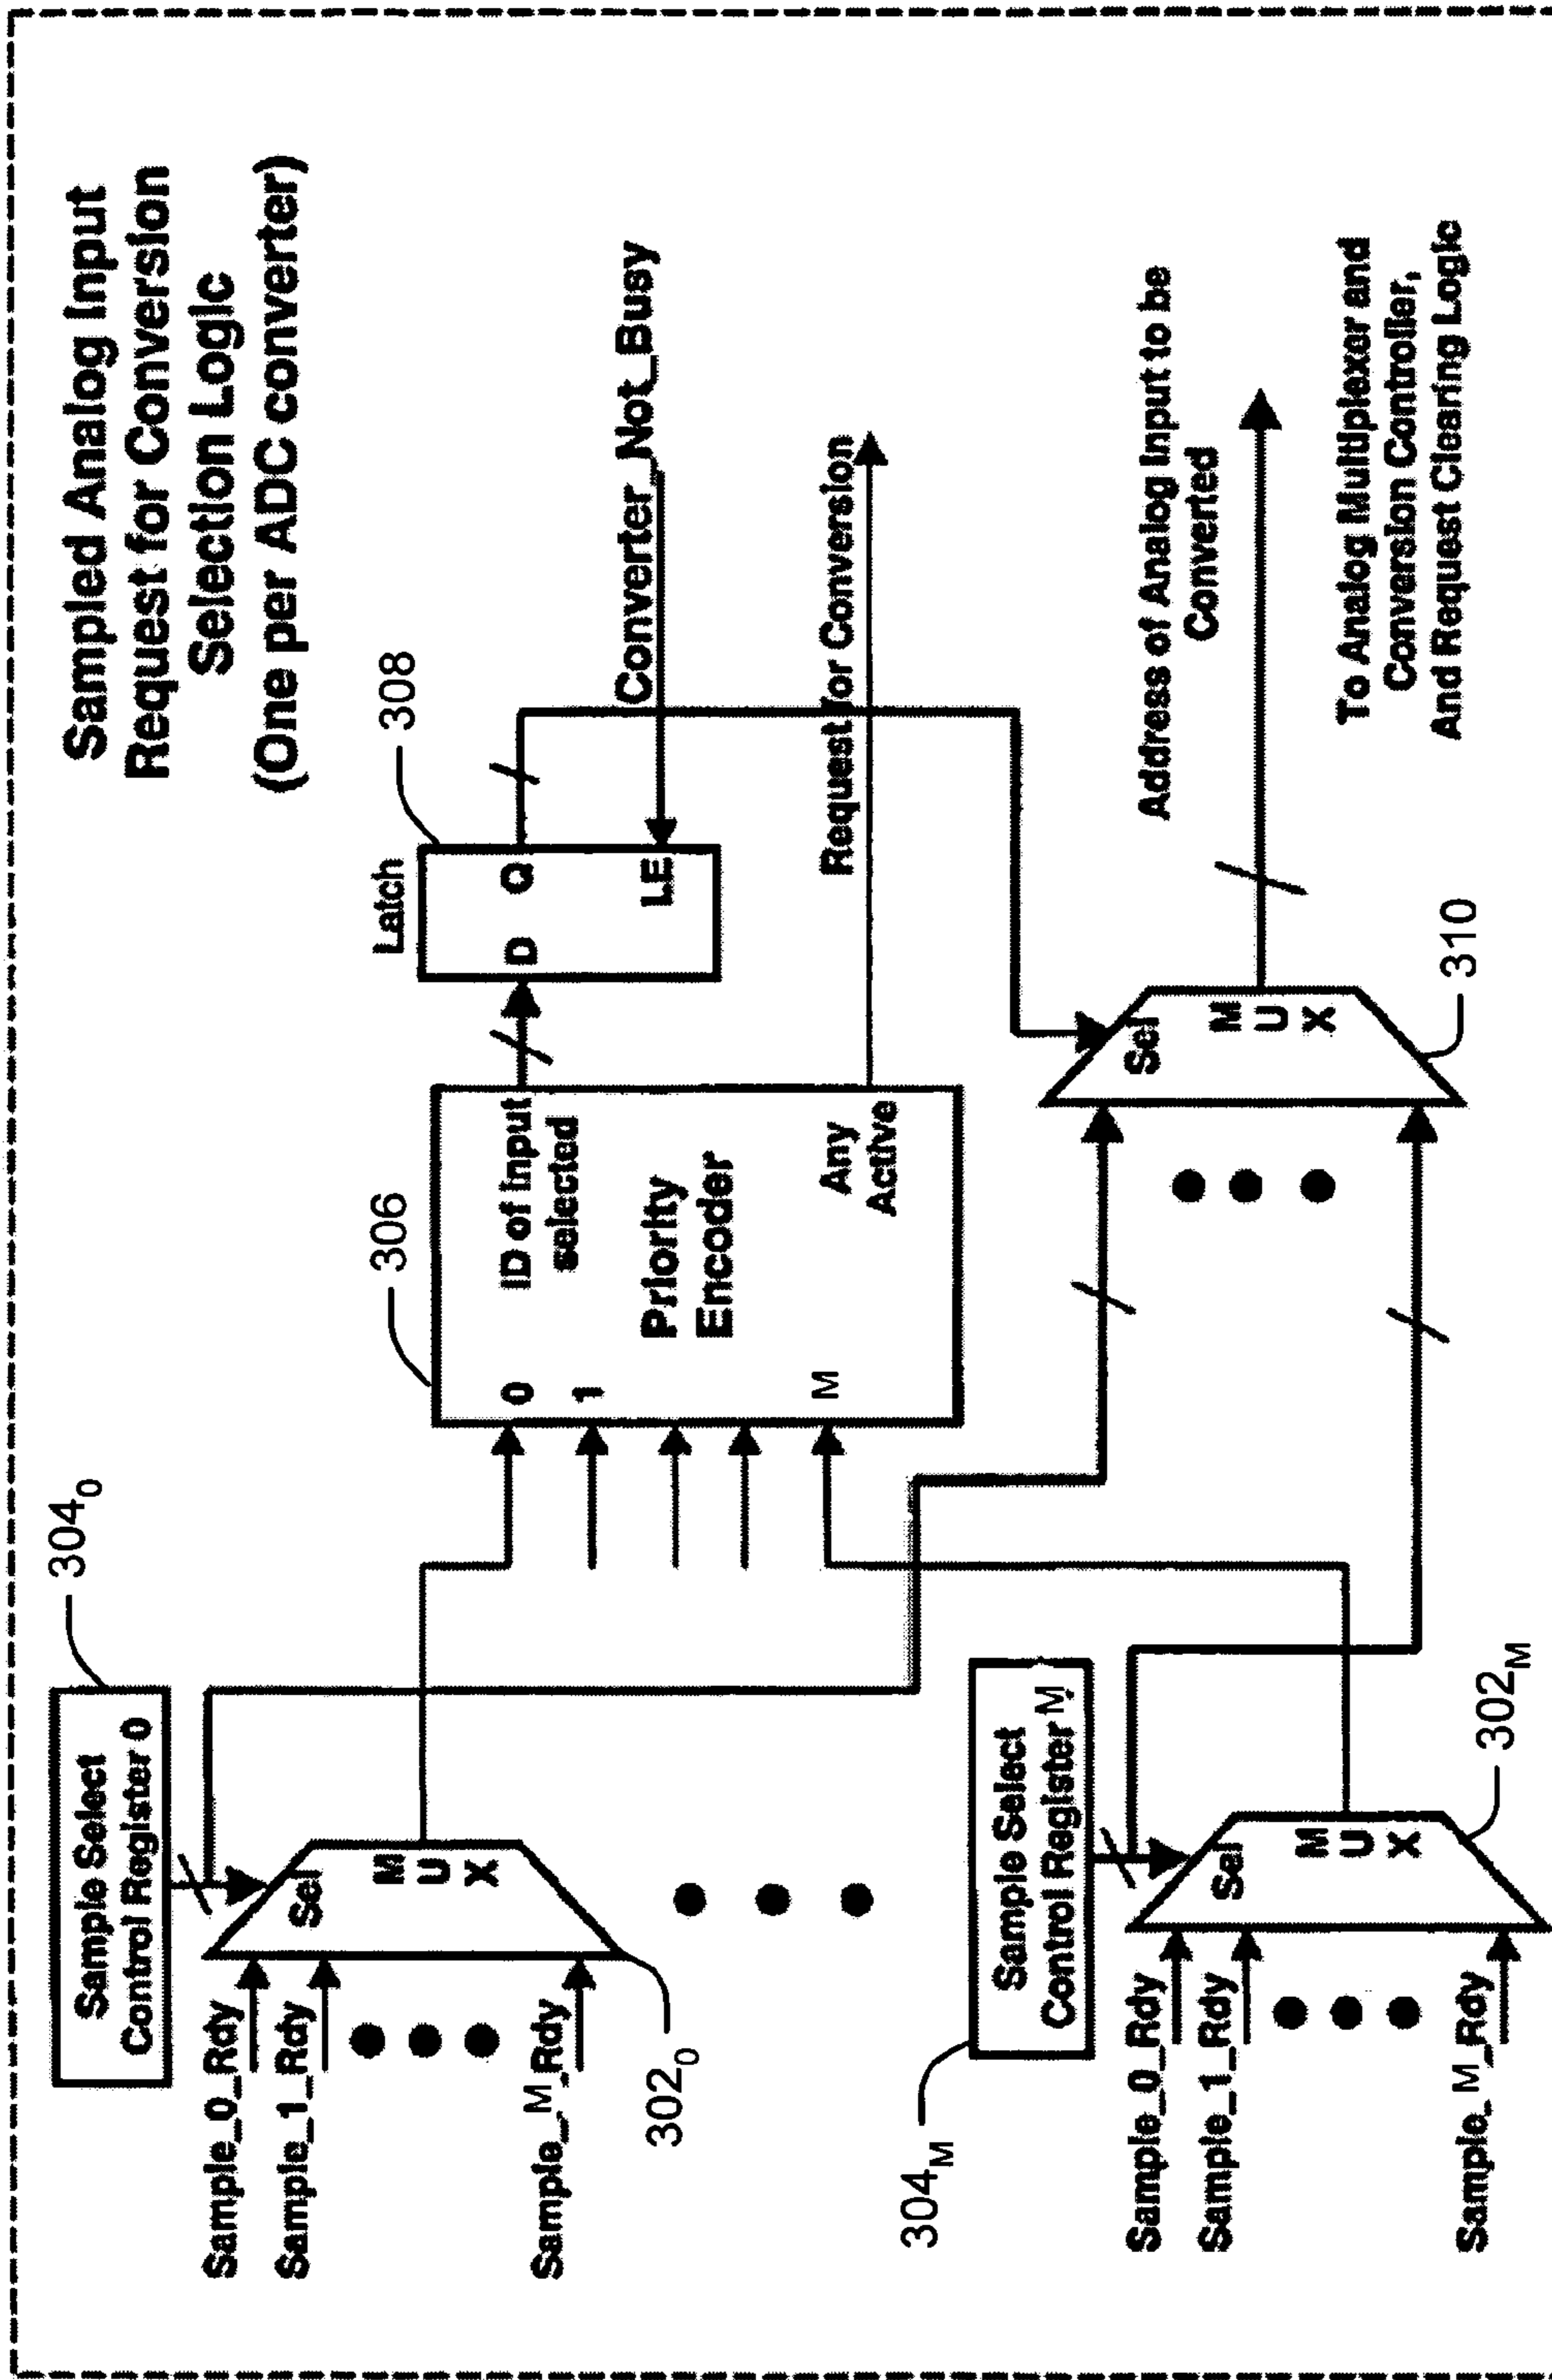 Sampled Analog Input
Request for Conversion
Selection Logic
(One per ADC converter)
304₀
Sample Select
Control Register 0
Sample_0_Rdy
Sample_1_Rdy
Sample_M_Rdy
Sel
MUX
302₀
306
0
1
M
ID of Input
selected
Priority
Encoder
Any
Active
Latch
308
D
Q
LE
Converter_Not_Busy
Request for Conversion
304M
Sample Select
Control Register M
Sample_0_Rdy
Sample_1_Rdy
Sample_M_Rdy
Sel
MUX
302M
Sel
MUX
310
Address of Analog Input to be
Converted
To Analog Multiplexer and
Conversion Controller,
And Request Clearing Logic